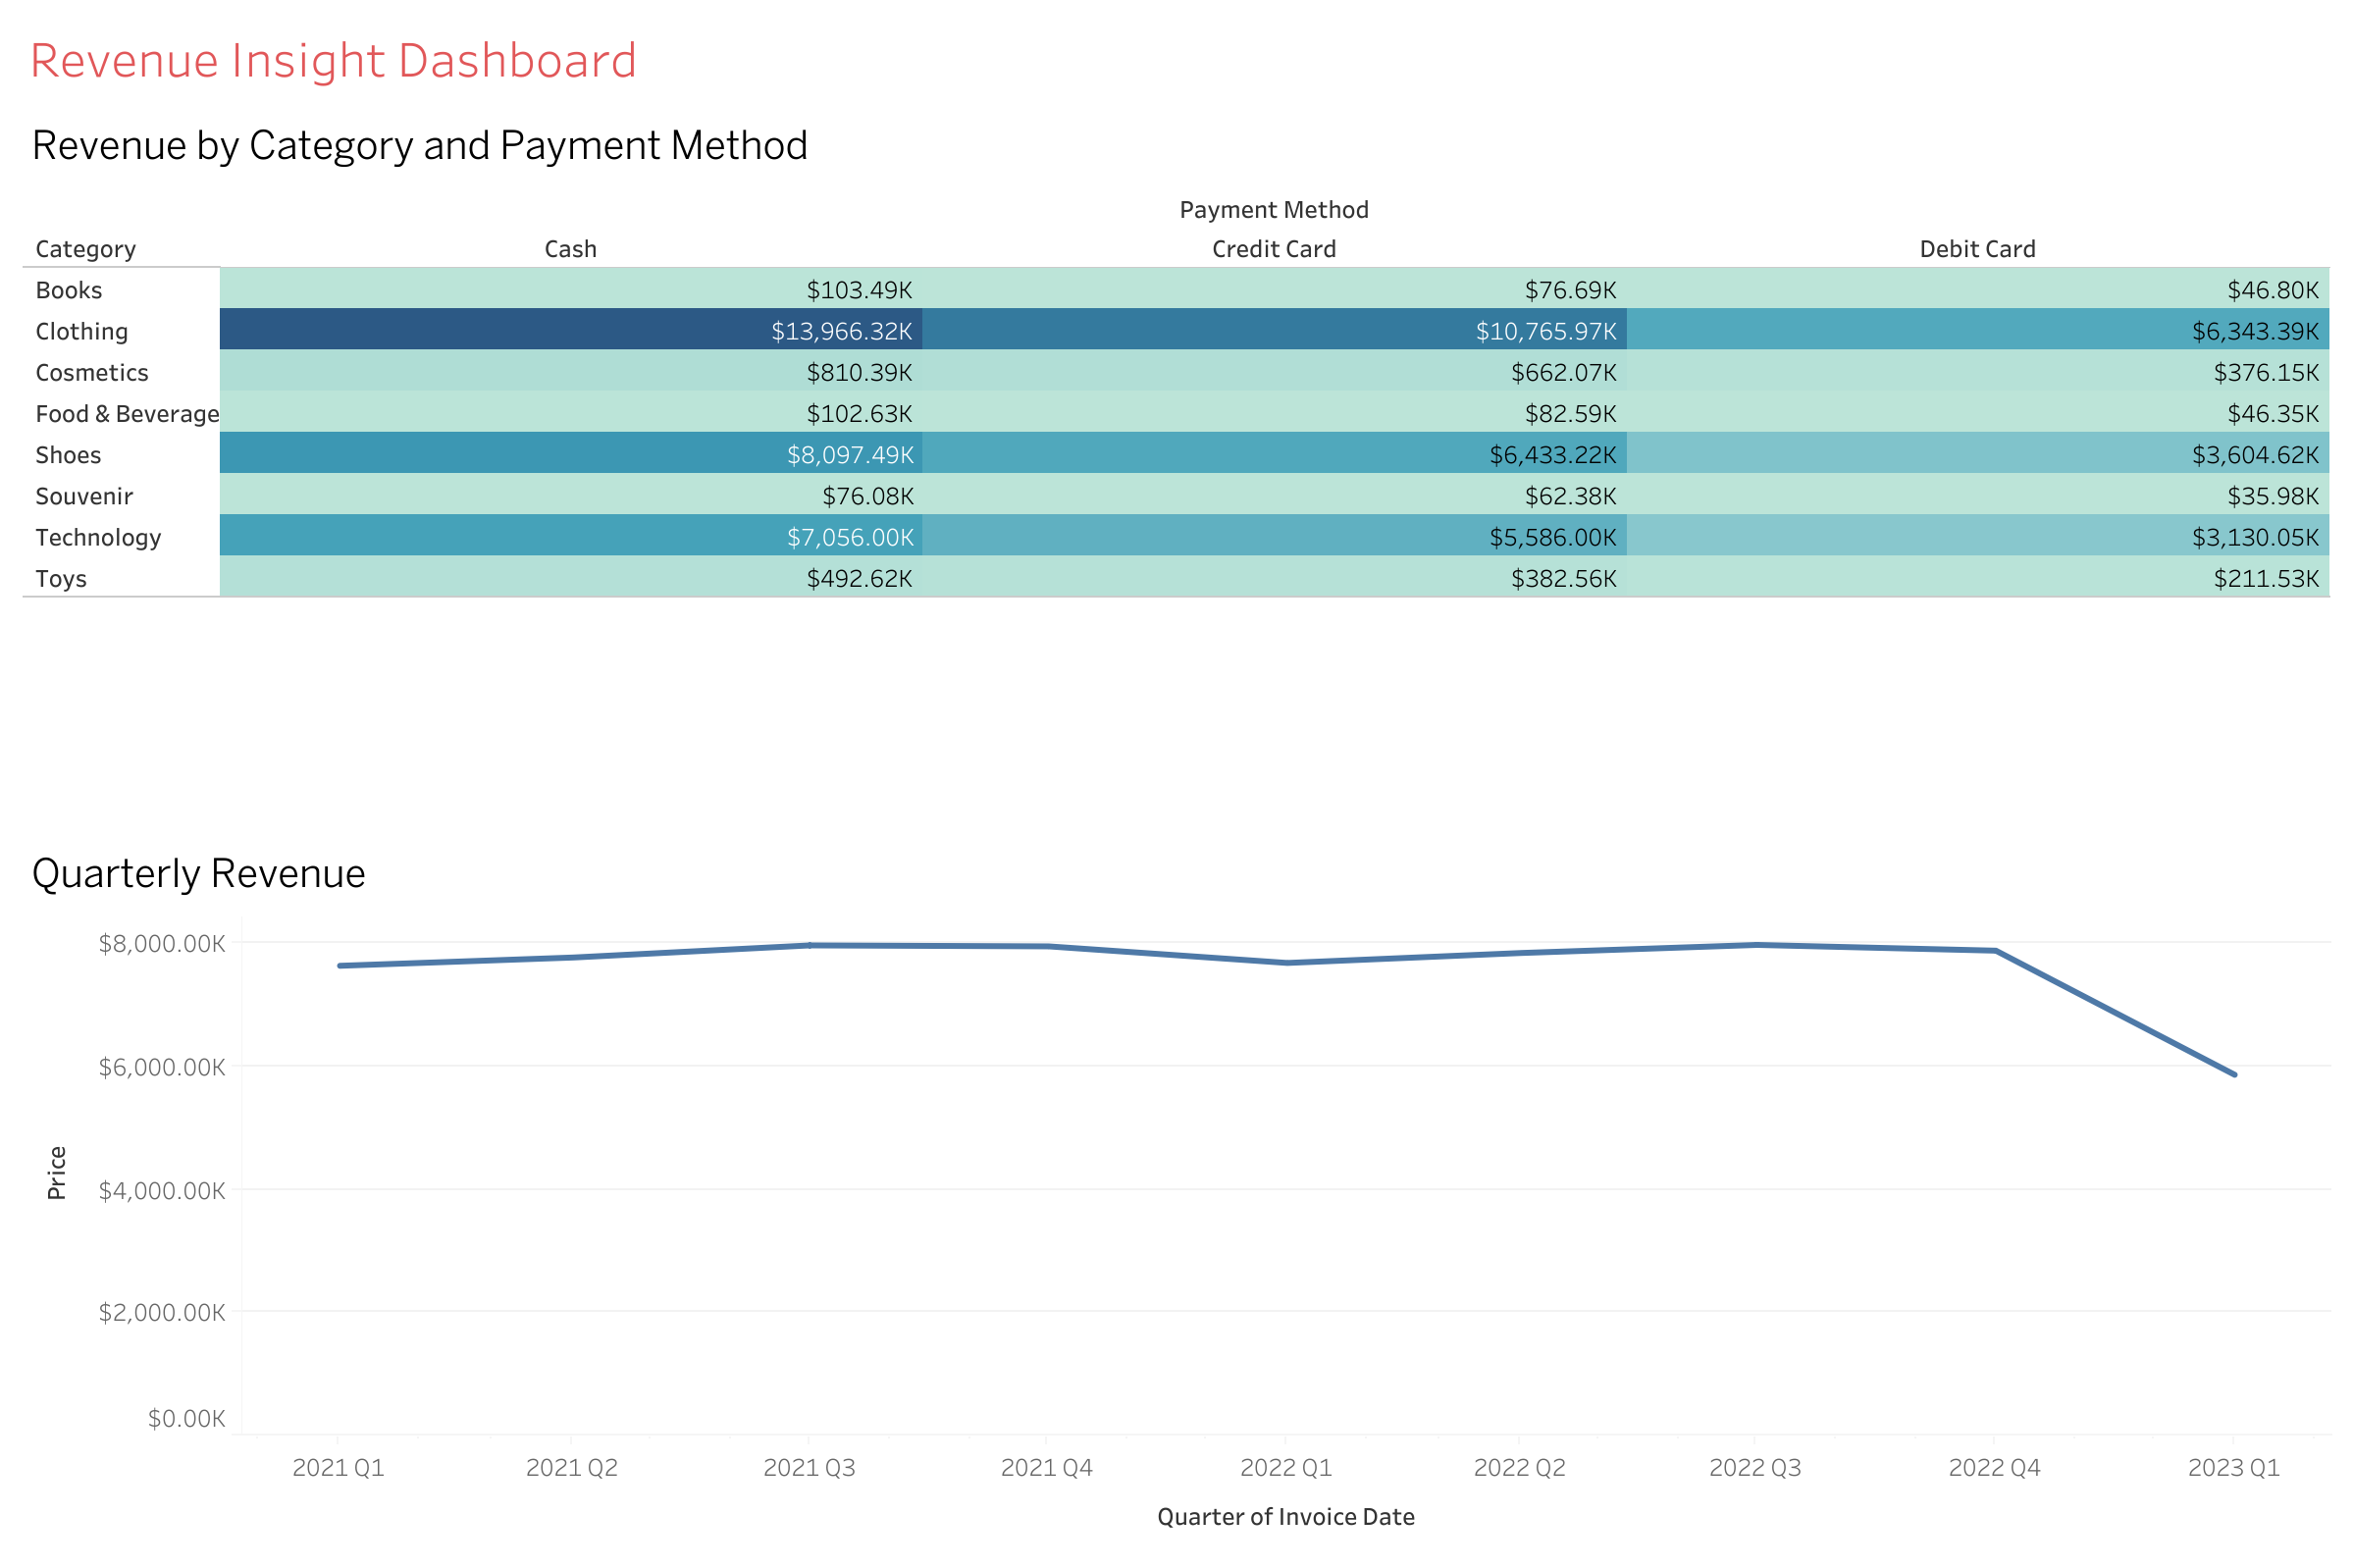 Revenue Insight Dashboard
Revenue by Category and Payment Method
Payment Method
Category Cash Credit Card Debit Card
Books $103.49K $76.69K $46.80K
Clothing $13,966.32K $10,765.97K $6,343.39K
Cosmetics $810.39K $662.07K $376.15K
Food & Beverage $102.63K $82.59K $46.35K
Shoes $8,097.49K $6,433.22K $3,604.62K
Souvenir $76.08K $62.38K $35.98K
Technology $7,056.00K $5,586.00K $3,130.05K
Toys $492.62K $382.56K $211.53K
Quarterly Revenue
$8,000.00K
$6,000.00K
$4,000.00K
$2,000.00K
$0.00K
Price
2021 Q1 2021 Q2 2021 Q3 2021 Q4 2022 Q1 2022 Q2 2022 Q3 2022 Q4 2023 Q1
Quarter of Invoice Date